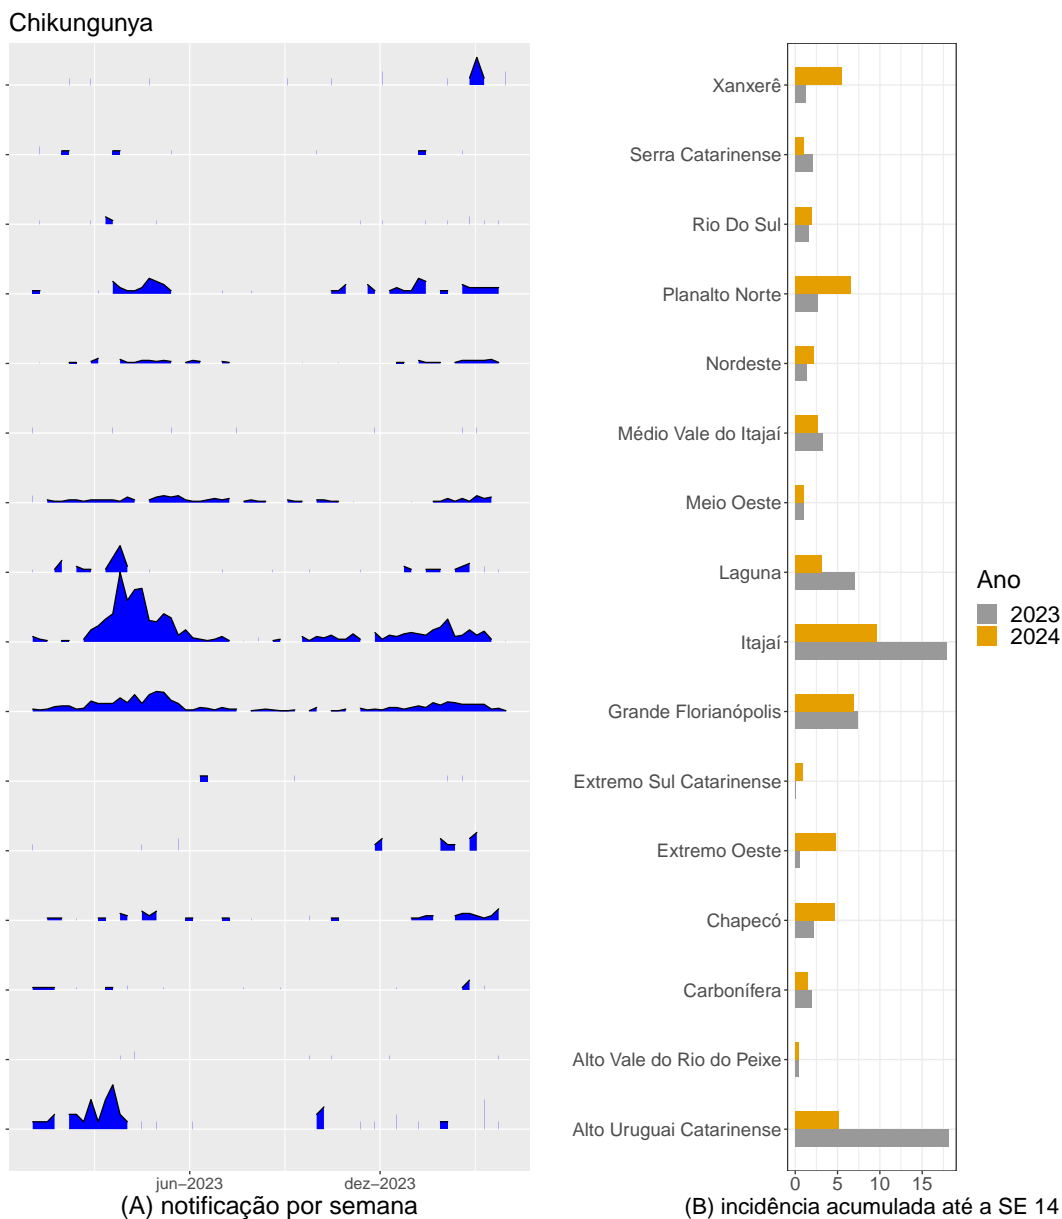 Chikungunya
Xanxerê
Serra Catarinense
Rio Do Sul
Planalto Norte
Nordeste
Médio Vale do Itajaí
Meio Oeste
Laguna
Itajaí
Grande Florianópolis
Extremo Sul Catarinense
Extremo Oeste
Chapecó
Carbonífera
Alto Vale do Rio do Peixe
Alto Uruguai Catarinense
Ano
2023
2024
jun–2023 dez–2023
0 5 10 15
(A) notificação por semana
(B) incidência acumulada até a SE 14